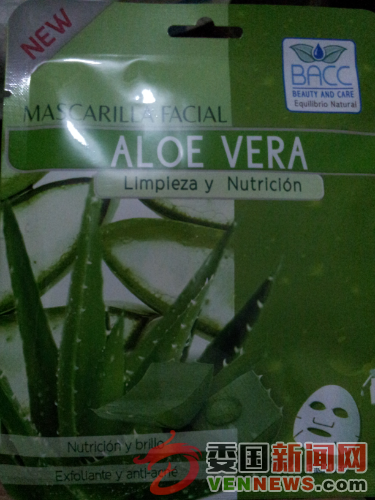 NEW
BACC
BEAUTY AND CARE
Equilibrio Natural
MASCARILLA FACIAL
ALOE VERA
Limpieza y Nutrición
Nutrición y brillo
Exfoliante y anti-acné
委国新闻网
VENNEWS.COM